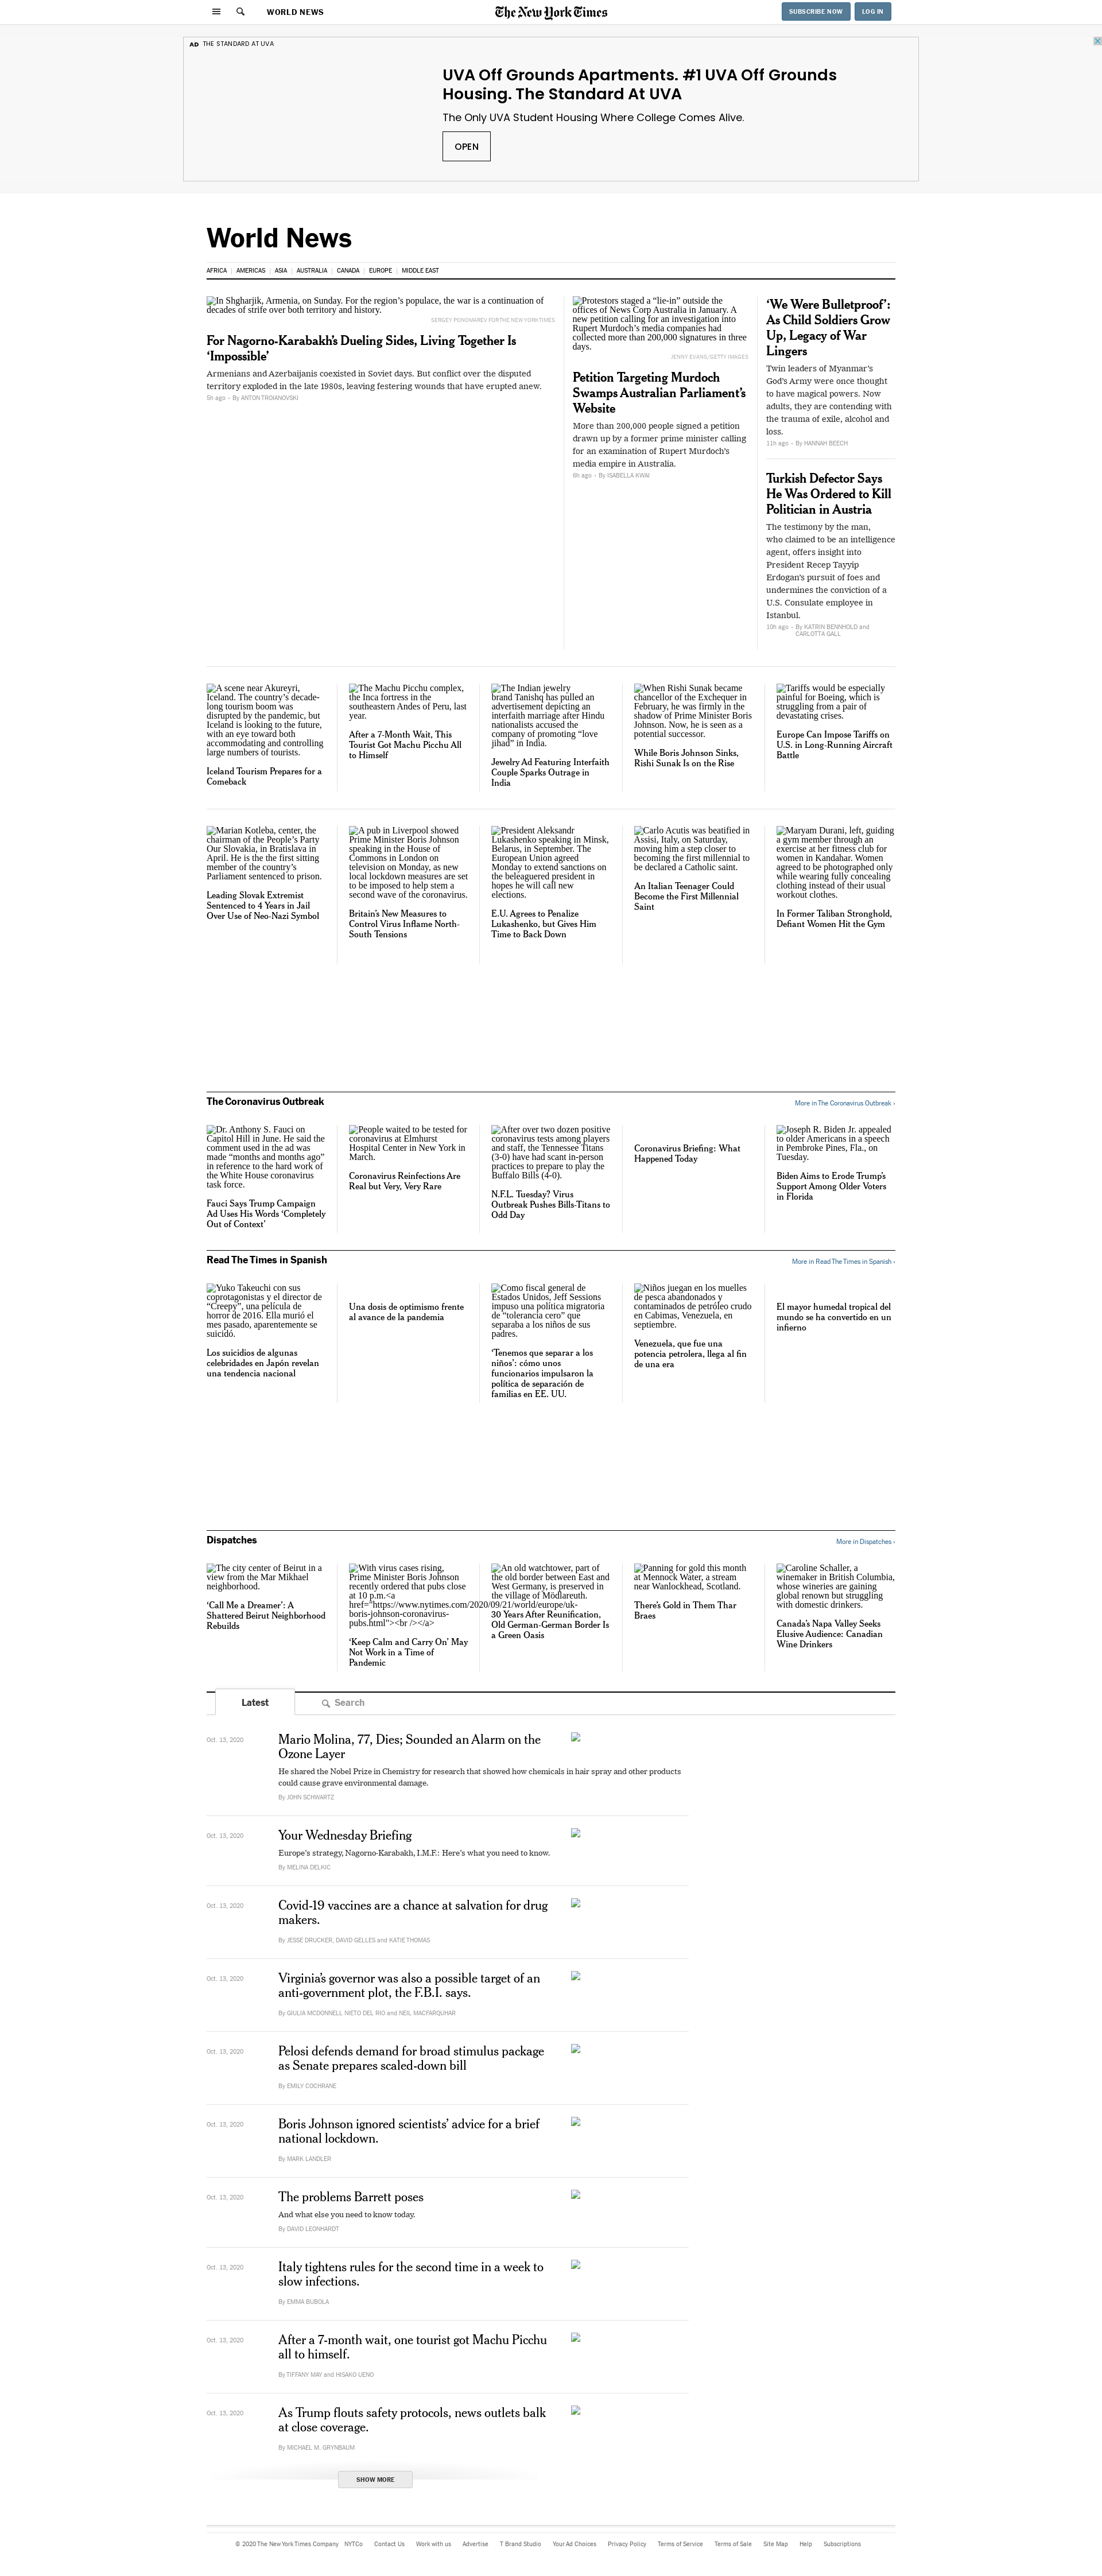 WORLD NEWS
The New York Times
SUBSCRIBE NOW
LOG IN
AD THE STANDARD AT UVA
UVA Off Grounds Apartments. #1 UVA Off Grounds
Housing. The Standard At UVA
The Only UVA Student Housing Where College Comes Alive.
OPEN
World News
AFRICA | AMERICAS | ASIA | AUSTRALIA | CANADA | EUROPE | MIDDLE EAST
In Shgharjik, Armenia, on Sunday. For the region’s populace, the war is a continuation of
decades of strife over both territory and history.
SERGEY PONOMAREV FOR THE NEW YORK TIMES
For Nagorno-Karabakh’s Dueling Sides, Living Together Is
‘Impossible’
Armenians and Azerbaijanis coexisted in Soviet days. But conflict over the disputed
territory exploded in the late 1980s, leaving festering wounds that have erupted anew.
5h ago – By ANTON TROIANOVSKI
Protestors staged a “lie-in” outside the
offices of News Corp Australia in January. A
new petition calling for an investigation into
Rupert Murdoch’s media companies had
collected more than 200,000 signatures in three
days.
JENNY EVANS/GETTY IMAGES
Petition Targeting Murdoch
Swamps Australian Parliament’s
Website
More than 200,000 people signed a petition
drawn up by a former prime minister calling
for an examination of Rupert Murdoch’s
media empire in Australia.
6h ago – By ISABELLA KWAI
‘We Were Bulletproof’:
As Child Soldiers Grow
Up, Legacy of War
Lingers
Twin leaders of Myanmar’s
God’s Army were once thought
to have magical powers. Now
adults, they are contending with
the trauma of exile, alcohol and
loss.
11h ago – By HANNAH BEECH
Turkish Defector Says
He Was Ordered to Kill
Politician in Austria
The testimony by the man,
who claimed to be an intelligence
agent, offers insight into
President Recep Tayyip
Erdogan’s pursuit of foes and
undermines the conviction of a
U.S. Consulate employee in
Istanbul.
10h ago – By KATRIN BENNHOLD and
CARLOTTA GALL
A scene near Akureyri,
Iceland. The country’s decade-
long tourism boom was
disrupted by the pandemic, but
Iceland is looking to the future,
with an eye toward both
accommodating and controlling
large numbers of tourists.
Iceland Tourism Prepares for a
Comeback
The Machu Picchu complex,
the Inca fortress in the
southeastern Andes of Peru, last
year.
After a 7-Month Wait, This
Tourist Got Machu Picchu All
to Himself
The Indian jewelry
brand Tanishq has pulled an
advertisement depicting an
interfaith marriage after Hindu
nationalists accused the
company of promoting “love
jihad” in India.
Jewelry Ad Featuring Interfaith
Couple Sparks Outrage in
India
When Rishi Sunak became
chancellor of the Exchequer in
February, he was firmly in the
shadow of Prime Minister Boris
Johnson. Now, he is seen as a
potential successor.
While Boris Johnson Sinks,
Rishi Sunak Is on the Rise
Tariffs would be especially
painful for Boeing, which is
struggling from a pair of
devastating crises.
Europe Can Impose Tariffs on
U.S. in Long-Running Aircraft
Battle
Marian Kotleba, center, the
chairman of the People’s Party
Our Slovakia, in Bratislava in
April. He is the the first sitting
member of the country’s
Parliament sentenced to prison.
Leading Slovak Extremist
Sentenced to 4 Years in Jail
Over Use of Neo-Nazi Symbol
A pub in Liverpool showed
Prime Minister Boris Johnson
speaking in the House of
Commons in London on
television on Monday, as new
local lockdown measures are set
to be imposed to help stem a
second wave of the coronavirus.
Britain’s New Measures to
Control Virus Inflame North-
South Tensions
President Aleksandr
Lukashenko speaking in Minsk,
Belarus, in September. The
European Union agreed
Monday to extend sanctions on
the beleaguered president in
hopes he will call new
elections.
E.U. Agrees to Penalize
Lukashenko, but Gives Him
Time to Back Down
Carlo Acutis was beatified in
Assisi, Italy, on Saturday,
moving him a step closer to
becoming the first millennial to
be declared a Catholic saint.
An Italian Teenager Could
Become the First Millennial
Saint
Maryam Durani, left, guiding
a gym member through an
exercise at her fitness club for
women in Kandahar. Women
agreed to be photographed only
while wearing fully concealing
clothing instead of their usual
workout clothes.
In Former Taliban Stronghold,
Defiant Women Hit the Gym
The Coronavirus Outbreak
More in The Coronavirus Outbreak ›
Dr. Anthony S. Fauci on
Capitol Hill in June. He said the
comment used in the ad was
made “months and months ago”
in reference to the hard work of
the White House coronavirus
task force.
Fauci Says Trump Campaign
Ad Uses His Words ‘Completely
Out of Context’
People waited to be tested for
coronavirus at Elmhurst
Hospital Center in New York in
March.
Coronavirus Reinfections Are
Real but Very, Very Rare
After over two dozen positive
coronavirus tests among players
and staff, the Tennessee Titans
(3-0) have had scant in-person
practices to prepare to play the
Buffalo Bills (4-0).
N.F.L. Tuesday? Virus
Outbreak Pushes Bills-Titans to
Odd Day
Coronavirus Briefing: What
Happened Today
Joseph R. Biden Jr. appealed
to older Americans in a speech
in Pembroke Pines, Fla., on
Tuesday.
Biden Aims to Erode Trump’s
Support Among Older Voters
in Florida
Read The Times in Spanish
More in Read The Times in Spanish ›
Yuko Takeuchi con sus
coprotagonistas y el director de
“Creepy”, una película de
horror de 2016. Ella murió el
mes pasado, aparentemente se
suicidó.
Los suicidios de algunas
celebridades en Japón revelan
una tendencia nacional
Una dosis de optimismo frente
al avance de la pandemia
Como fiscal general de
Estados Unidos, Jeff Sessions
impuso una política migratoria
de “tolerancia cero” que
separaba a los niños de sus
padres.
‘Tenemos que separar a los
niños’: cómo unos
funcionarios impulsaron la
política de separación de
familias en EE. UU.
Niños juegan en los muelles
de pesca abandonados y
contaminados de petróleo crudo
en Cabimas, Venezuela, en
septiembre.
Venezuela, que fue una
potencia petrolera, llega al fin
de una era
El mayor humedal tropical del
mundo se ha convertido en un
infierno
Dispatches
More in Dispatches ›
The city center of Beirut in a
view from the Mar Mikhael
neighborhood.
‘Call Me a Dreamer’: A
Shattered Beirut Neighborhood
Rebuilds
With virus cases rising,
Prime Minister Boris Johnson
recently ordered that pubs close
at 10 p.m.<a
href="https://www.nytimes.com/2020/09/21/world/europe/uk-
boris-johnson-coronavirus-
pubs.html"><br /></a>
‘Keep Calm and Carry On’ May
Not Work in a Time of
Pandemic
An old watchtower, part of
the old border between East and
West Germany, is preserved in
the village of Mödlareuth.
30 Years After Reunification,
Old German-German Border Is
a Green Oasis
Panning for gold this month
at Mennock Water, a stream
near Wanlockhead, Scotland.
There’s Gold in Them Thar
Braes
Caroline Schaller, a
winemaker in British Columbia,
whose wineries are gaining
global renown but struggling
with domestic drinkers.
Canada’s Napa Valley Seeks
Elusive Audience: Canadian
Wine Drinkers
Latest
Search
Oct. 13, 2020
Mario Molina, 77, Dies; Sounded an Alarm on the
Ozone Layer
He shared the Nobel Prize in Chemistry for research that showed how chemicals in hair spray and other products
could cause grave environmental damage.
By JOHN SCHWARTZ
Oct. 13, 2020
Your Wednesday Briefing
Europe’s strategy, Nagorno-Karabakh, I.M.F.: Here’s what you need to know.
By MELINA DELKIC
Oct. 13, 2020
Covid-19 vaccines are a chance at salvation for drug
makers.
By JESSE DRUCKER, DAVID GELLES and KATIE THOMAS
Oct. 13, 2020
Virginia’s governor was also a possible target of an
anti-government plot, the F.B.I. says.
By GIULIA MCDONNELL NIETO DEL RIO and NEIL MACFARQUHAR
Oct. 13, 2020
Pelosi defends demand for broad stimulus package
as Senate prepares scaled-down bill
By EMILY COCHRANE
Oct. 13, 2020
Boris Johnson ignored scientists’ advice for a brief
national lockdown.
By MARK LANDLER
Oct. 13, 2020
The problems Barrett poses
And what else you need to know today.
By DAVID LEONHARDT
Oct. 13, 2020
Italy tightens rules for the second time in a week to
slow infections.
By EMMA BUBOLA
Oct. 13, 2020
After a 7-month wait, one tourist got Machu Picchu
all to himself.
By TIFFANY MAY and HISAKO UENO
Oct. 13, 2020
As Trump flouts safety protocols, news outlets balk
at close coverage.
By MICHAEL M. GRYNBAUM
SHOW MORE
© 2020 The New York Times Company NYTCo Contact Us Work with us Advertise T Brand Studio Your Ad Choices Privacy Policy Terms of Service Terms of Sale Site Map Help Subscriptions